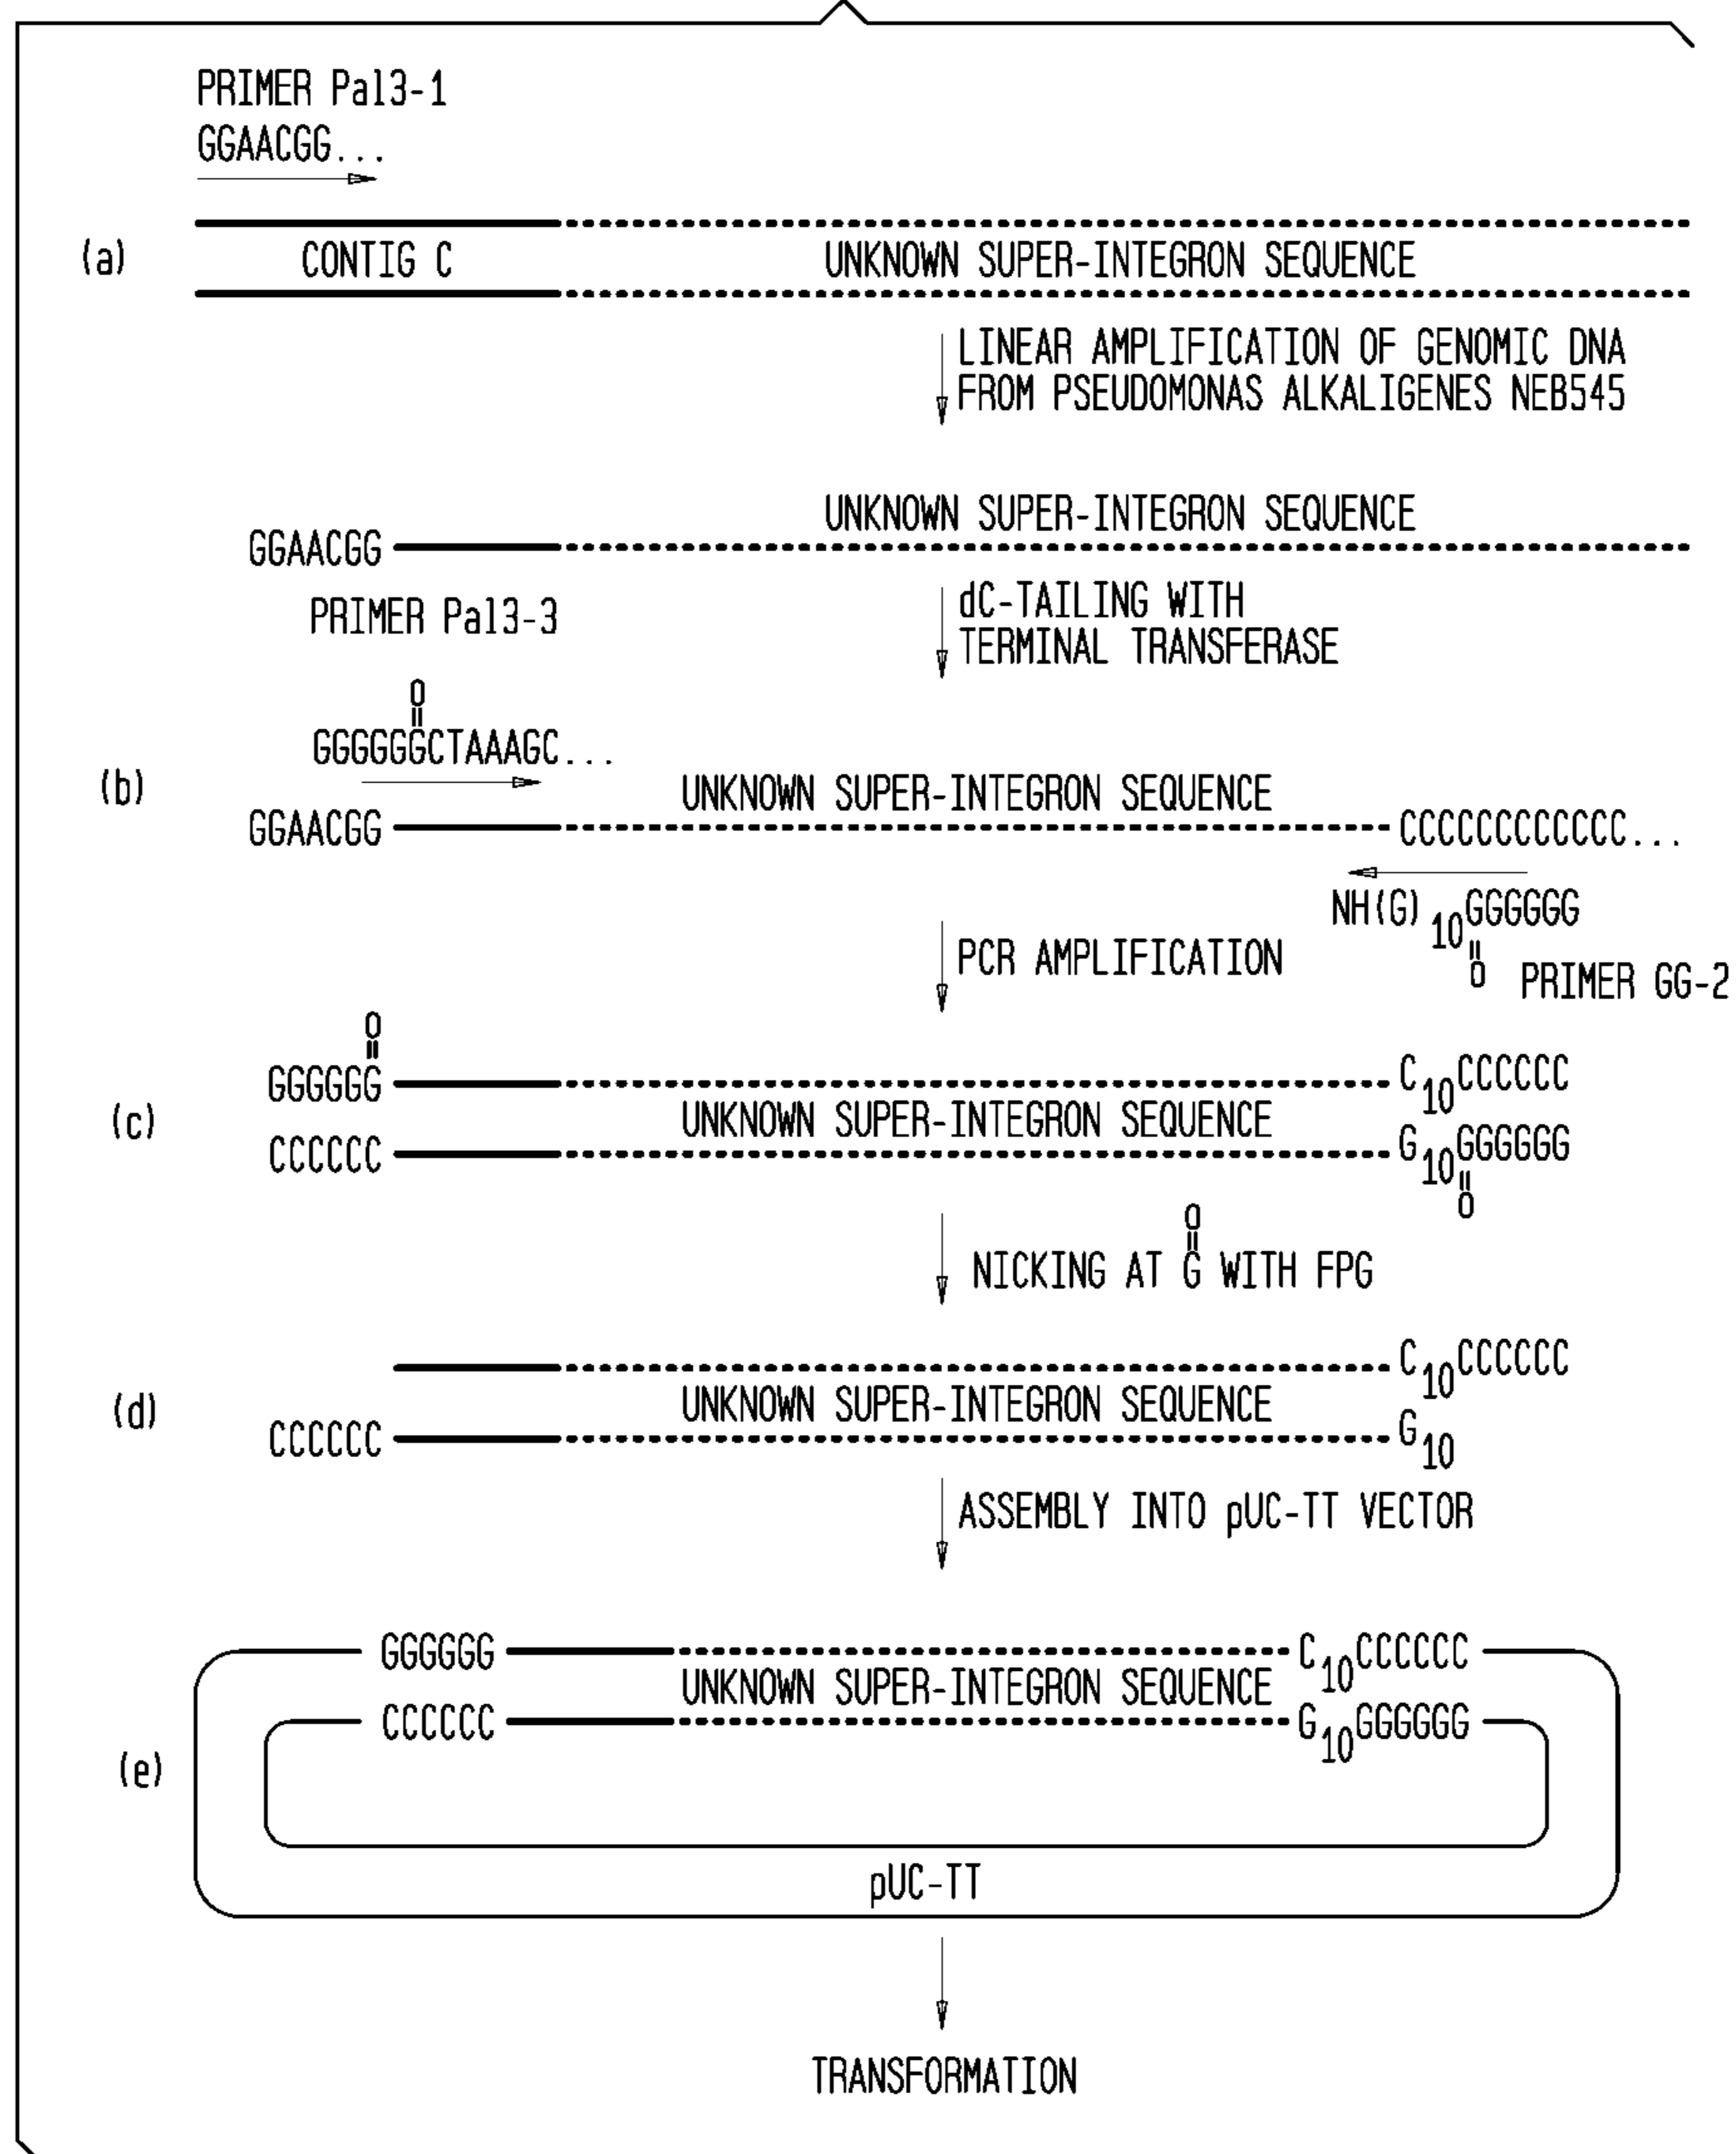 PRIMER Pal3-1
GGAACGG...
(a)
CONTIG C
UNKNOWN SUPER-INTEGRON SEQUENCE
LINEAR AMPLIFICATION OF GENOMIC DNA
FROM PSEUDOMONAS ALKALIGENES NEB545
UNKNOWN SUPER-INTEGRON SEQUENCE
GGAACGG
PRIMER Pal3-3
dC-TAILING WITH
TERMINAL TRANSFERASE
O
GGGGGGCTAAAGC...
(b)
UNKNOWN SUPER-INTEGRON SEQUENCE
GGAACGG
CCCCCCCCCCCC...
NH(G)10GGGGGG
O
PRIMER GG-2
PCR AMPLIFICATION
O
GGGGGG
C10CCCCCC
(c)
UNKNOWN SUPER-INTEGRON SEQUENCE
CCCCCC
G10GGGGGG
O
O
NICKING AT G WITH FPG
C10CCCCCC
(d)
UNKNOWN SUPER-INTEGRON SEQUENCE
CCCCCC
G10
ASSEMBLY INTO pUC-TT VECTOR
GGGGGG
C10CCCCCC
UNKNOWN SUPER-INTEGRON SEQUENCE
CCCCCC
G10GGGGGG
(e)
pUC-TT
TRANSFORMATION